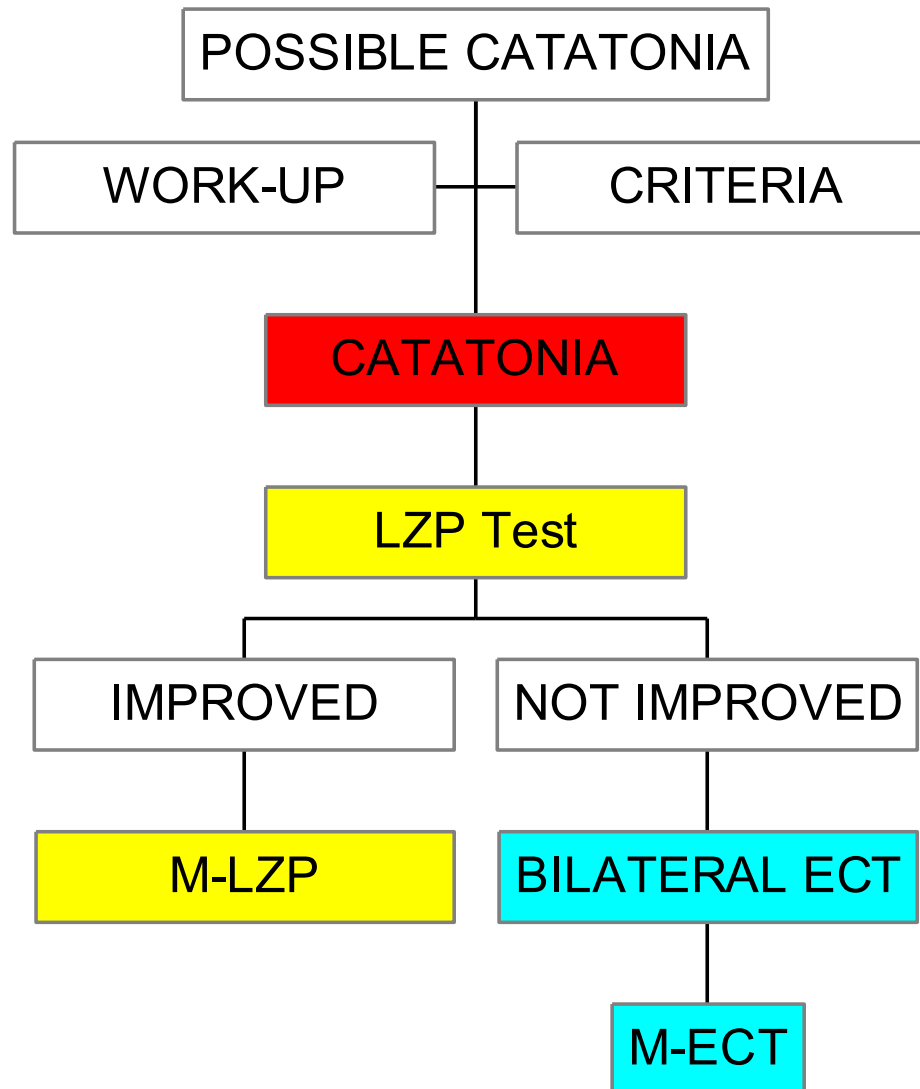 POSSIBLE CATATONIA
WORK-UP
CRITERIA
CATATONIA
LZP Test
IMPROVED
NOT IMPROVED
M-LZP
BILATERAL ECT
M-ECT